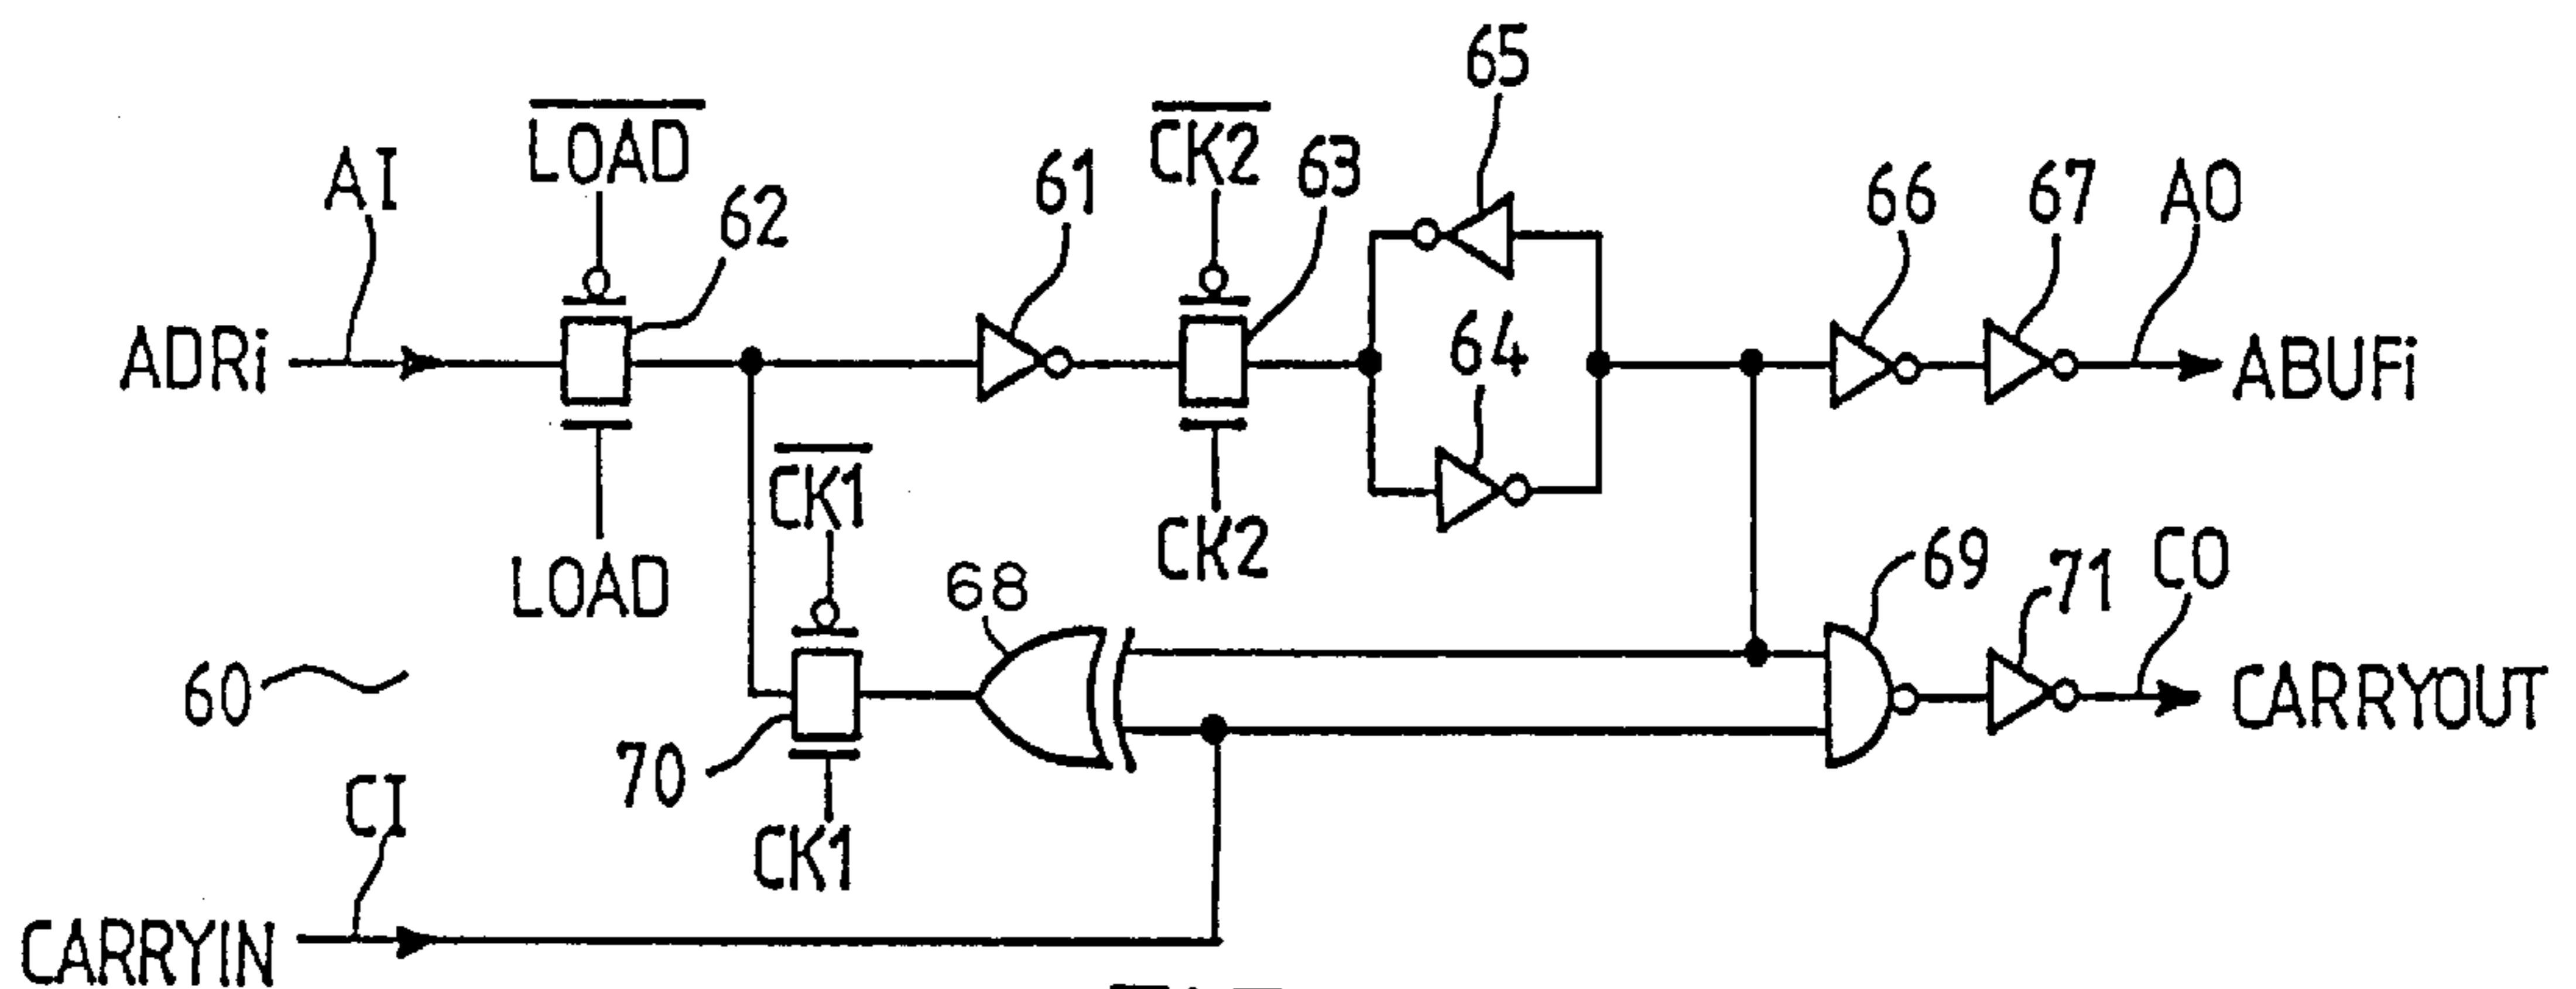 65
LOAD
CK2
AI
62
61
63
66
67
AO
ADRi
64
ABUFi
CK1
LOAD
CK2
68
69
71
CO
60
70
CARRYOUT
CI
CK1
CARRYIN